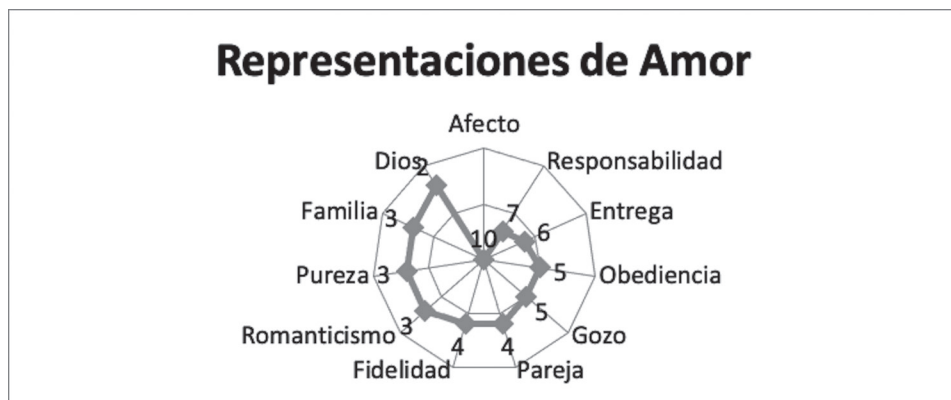 Representaciones de Amor
Afecto
Dios
2
Responsabilidad
Familia
3
7
Entrega
10
6
Pureza
3
5
Obediencia
Romanticismo
3
5
Gozo
Fidelidad
4
4
Pareja